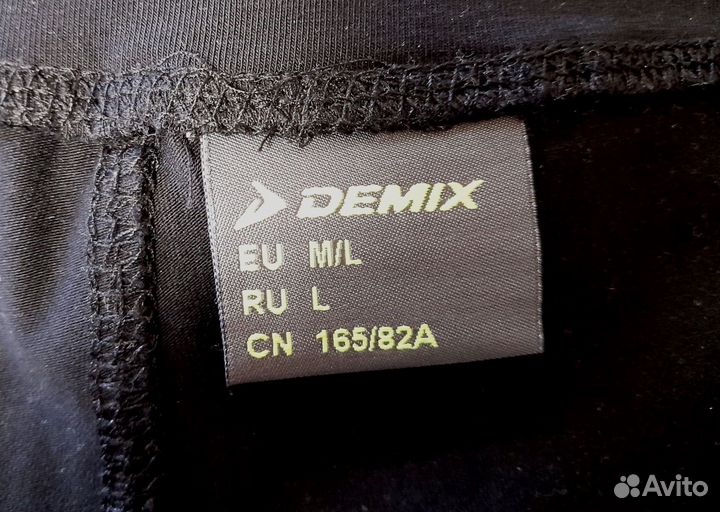 DEMIX
EU M/L
RU L
CN 165/82A
Avito